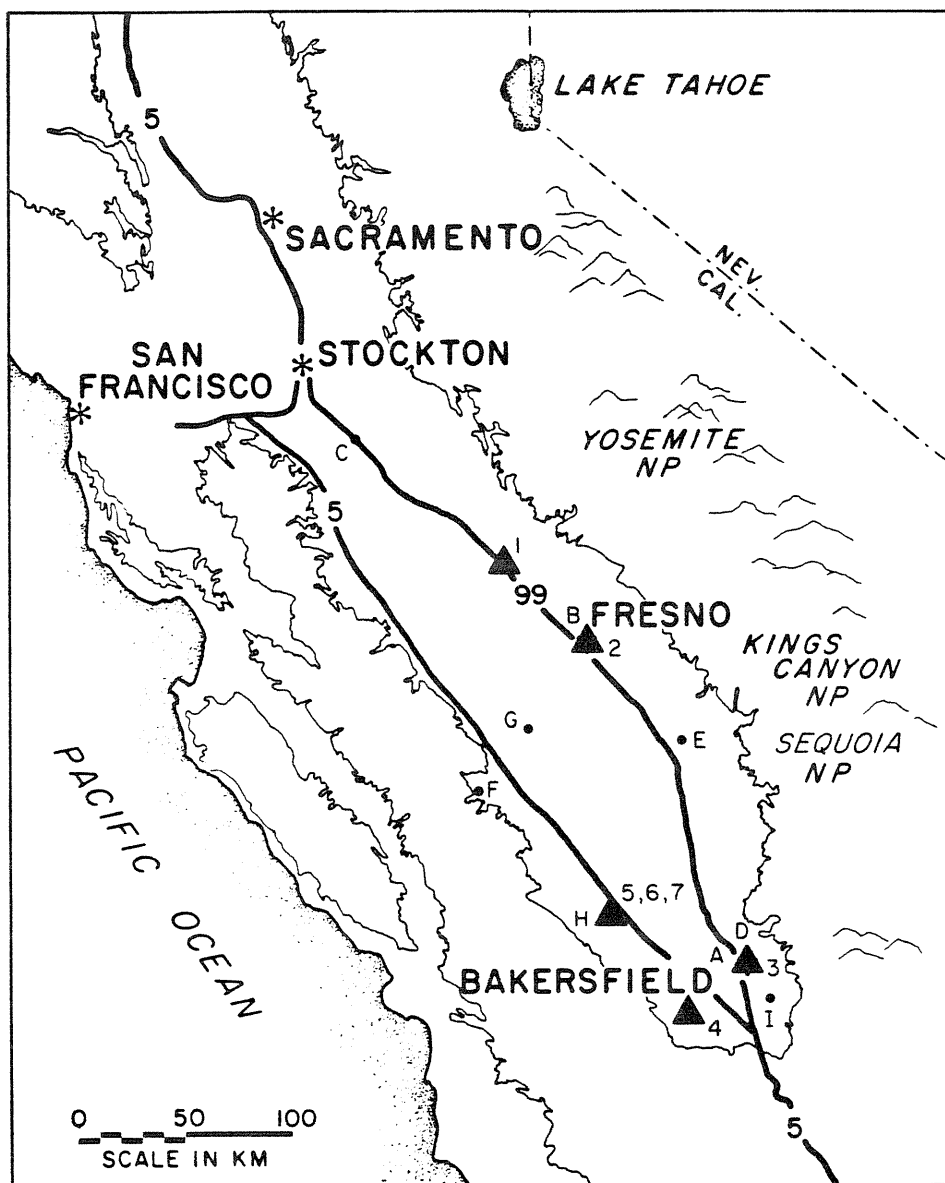 LAKE TAHOE
5
SACRAMENTO
NEV.
CAL.
SAN
FRANCISCO
STOCKTON
C
YOSEMITE
NP
5
1
99
B
FRESNO
2
KINGS
CANYON
NP
G
E
SEQUOIA
NP
F
PACIFIC OCEAN
5,6,7
H
D
A
3
BAKERSFIELD
I
4
0 50 100
SCALE IN KM
5